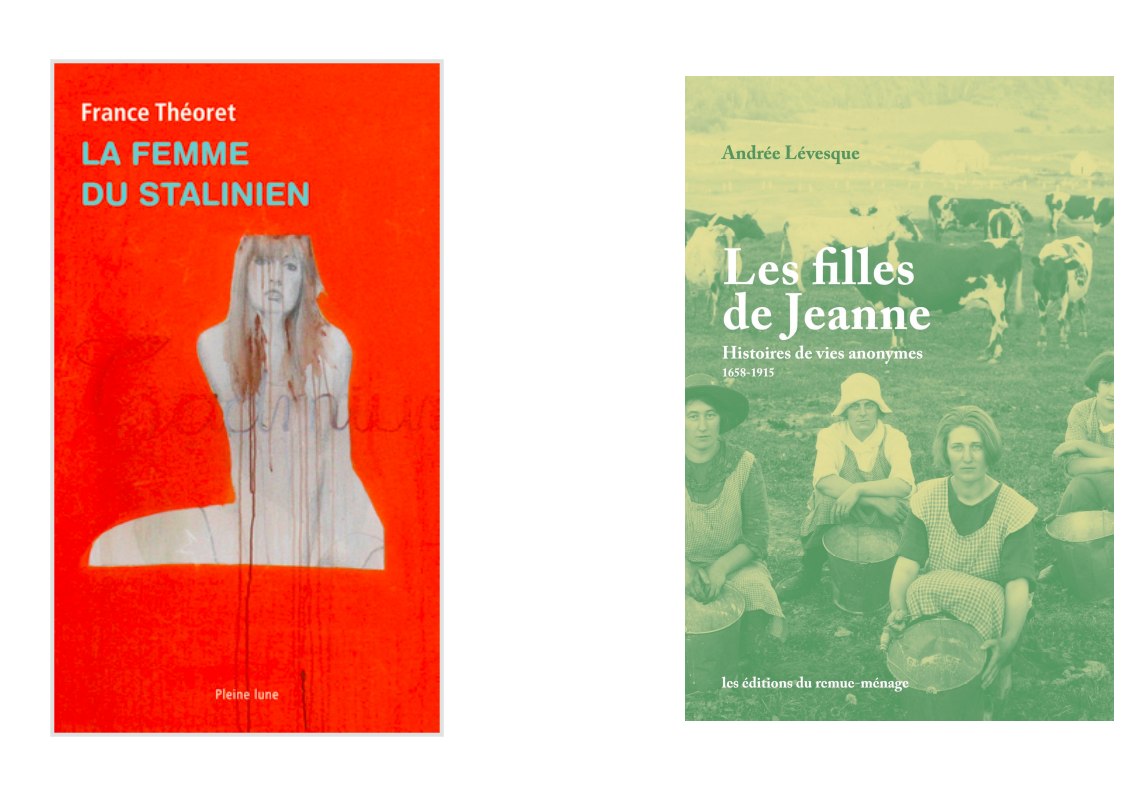 France Théoret
LA FEMME
DU STALINIEN
Pleine lune
Andrée Lévesque
Les filles
de Jeanne
Histoires de vies anonymes
1658-1915
les éditions du remue-ménage